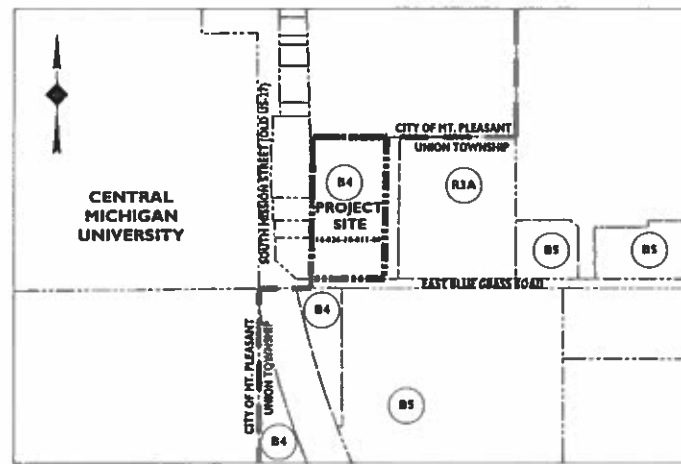 CITY OF MT. PLEASANT
UNION TOWNSHIP
SOUTH MISSION STREET (OLD US-27)
B4
R3A
CENTRAL
MICHIGAN
UNIVERSITY
PROJECT
SITE
B5
B5
EAST BLUE GRASS ROAD
B4
CITY OF MT. PLEASANT
UNION TOWNSHIP
B5
B4